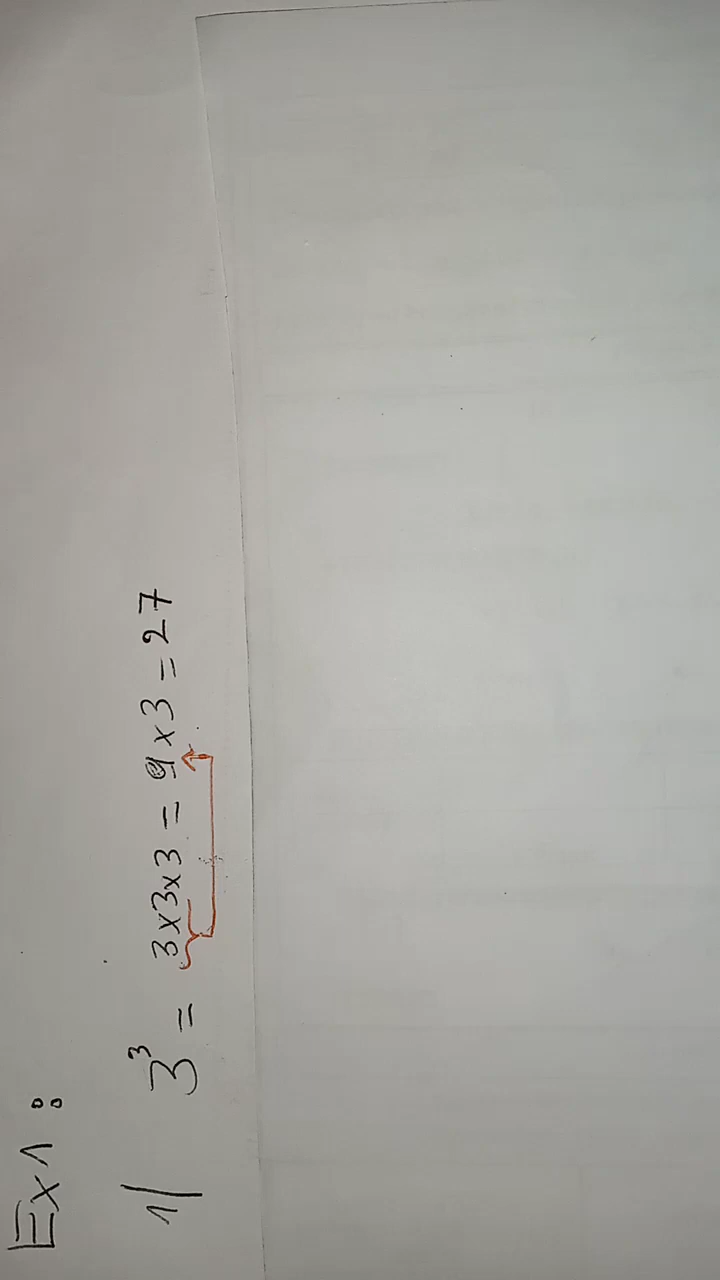 Ex1:
1/ 3³ = 3x3x3 = 9x3 = 27